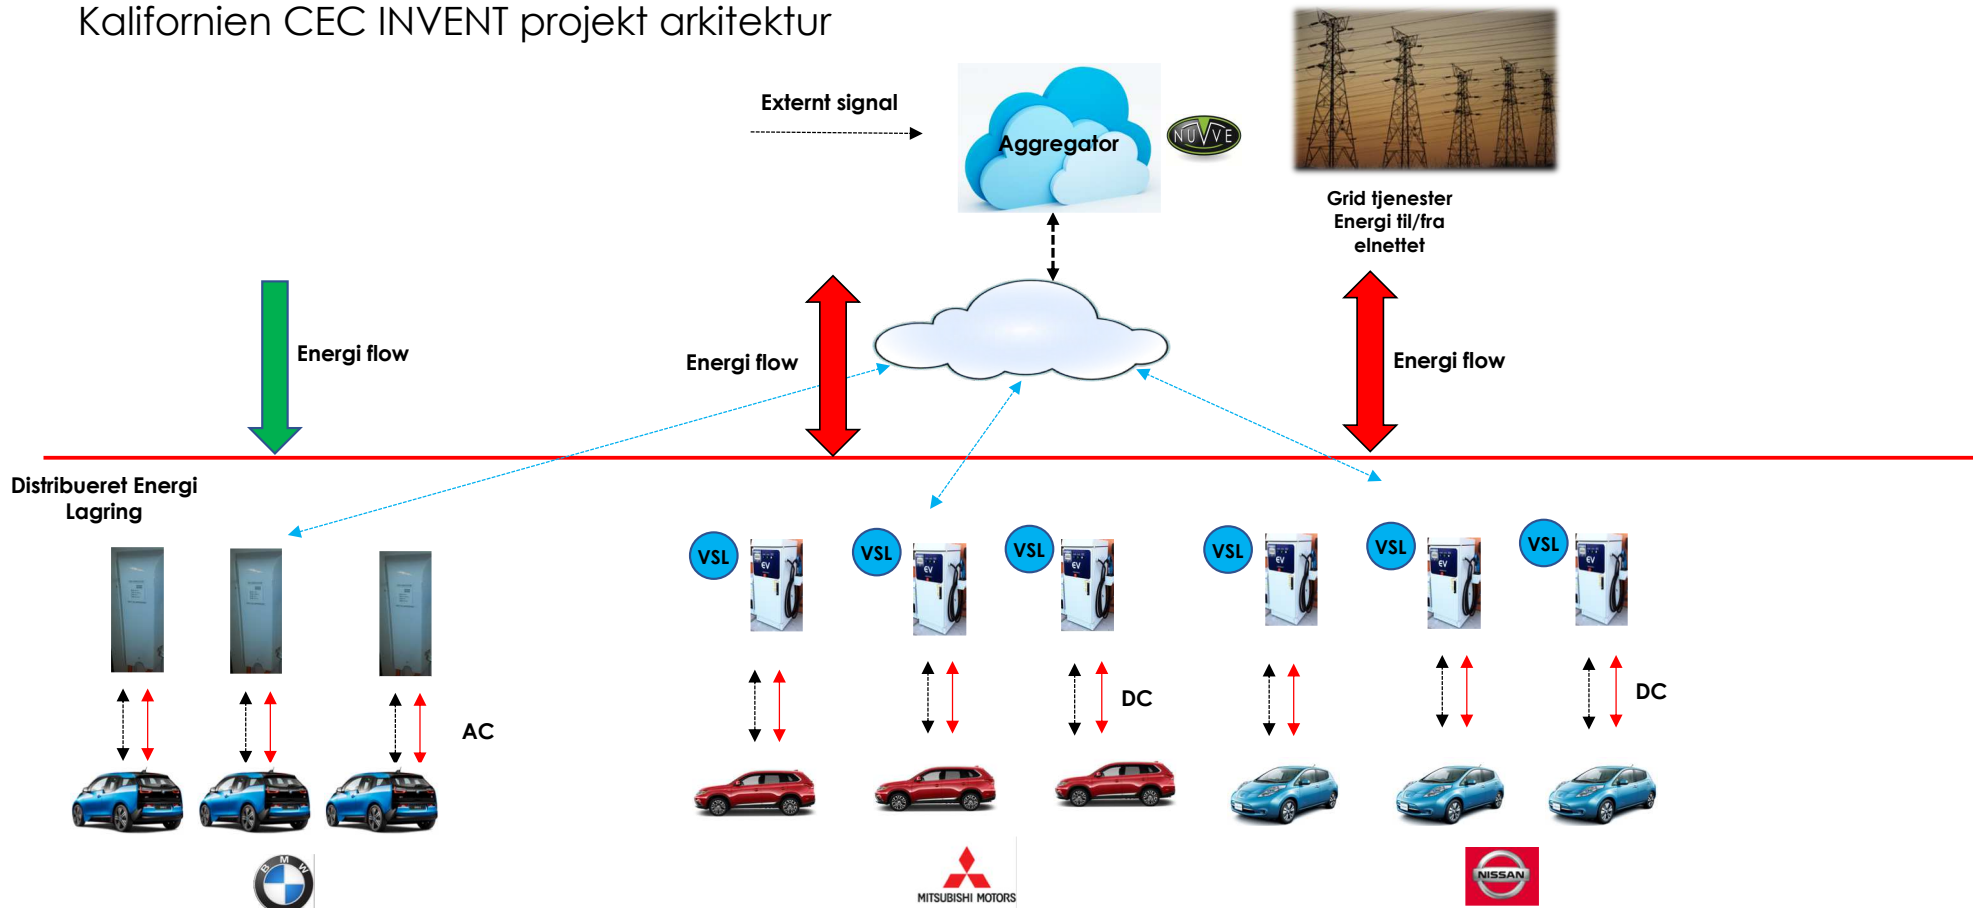 Kalifornien CEC INVENT projekt arkitektur
Externt signal
Aggregator
NUVVE
Grid tjenester
Energi til/fra
elnettet
Energi flow
Energi flow
Energi flow
Distribueret Energi
Lagring
VSL
VSL
VSL
VSL
VSL
VSL
EV
EV
EV
EV
EV
EV
AC
DC
DC
BMW
MITSUBISHI MOTORS
NISSAN